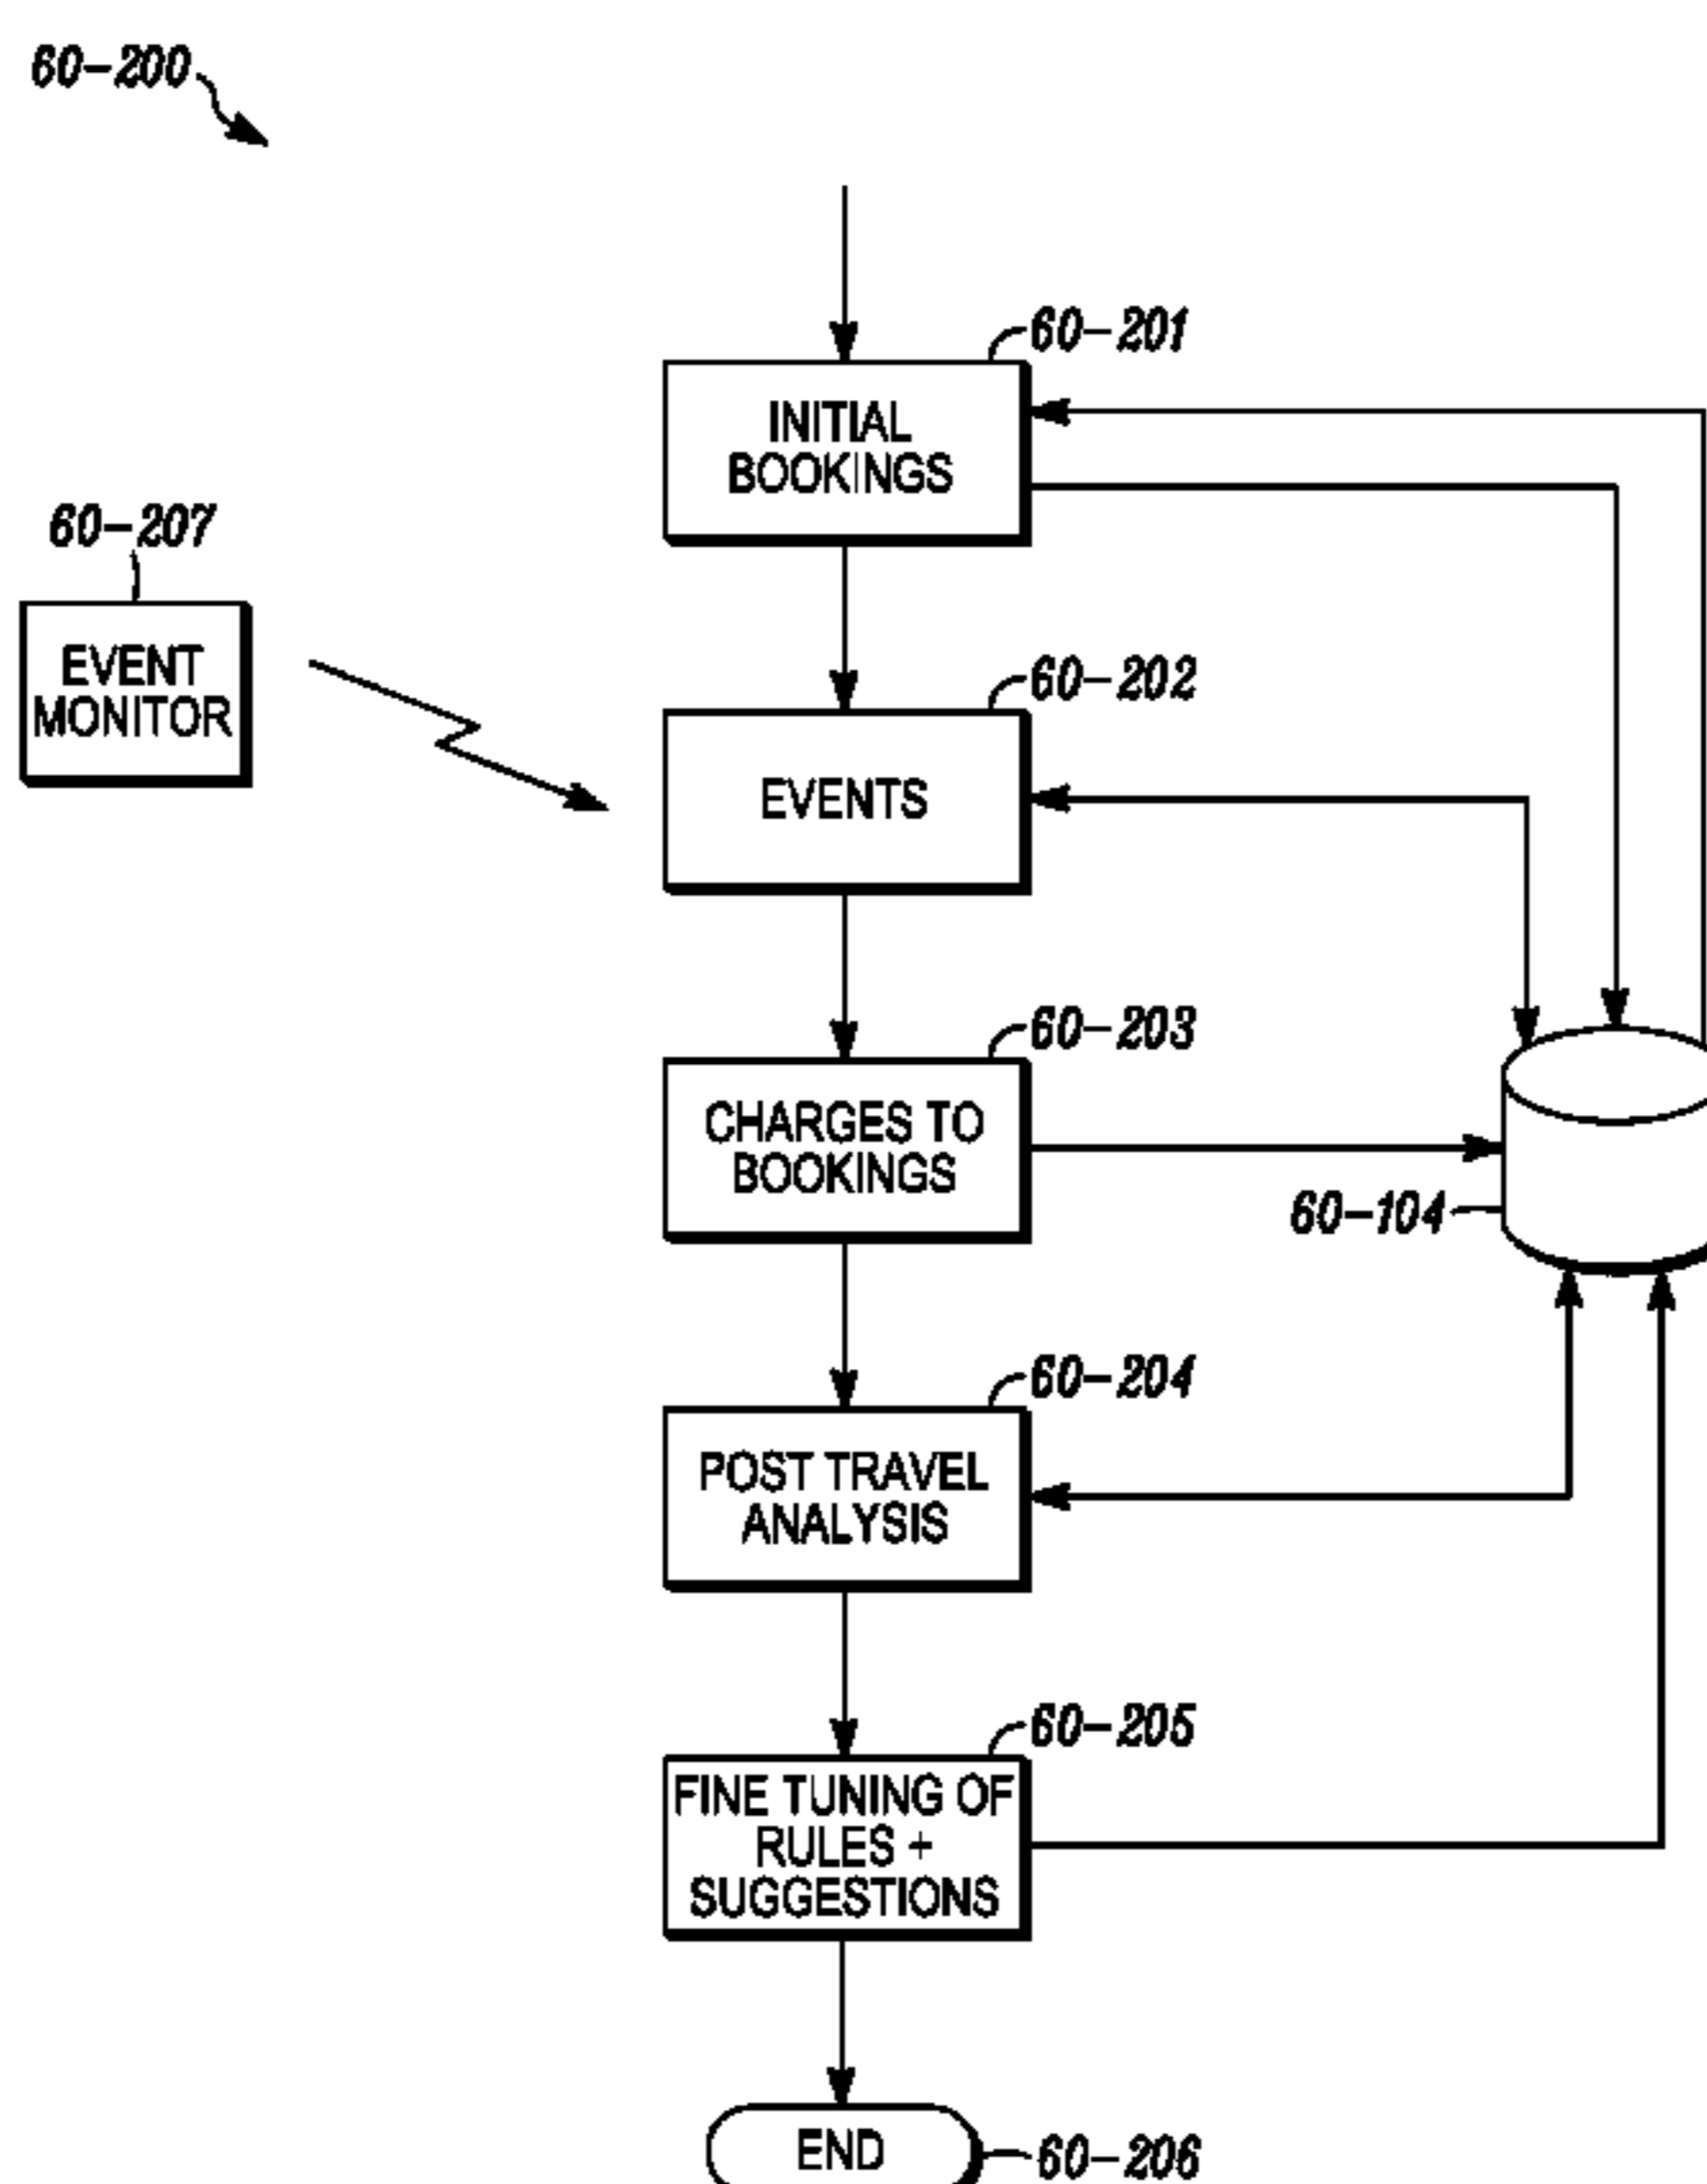 60-200
60-201
INITIAL
BOOKINGS
60-207
EVENT
MONITOR
60-202
EVENTS
60-203
CHARGES TO
BOOKINGS
60-104
60-204
POST TRAVEL
ANALYSIS
60-205
FINE TUNING OF
RULES +
SUGGESTIONS
END
60-206